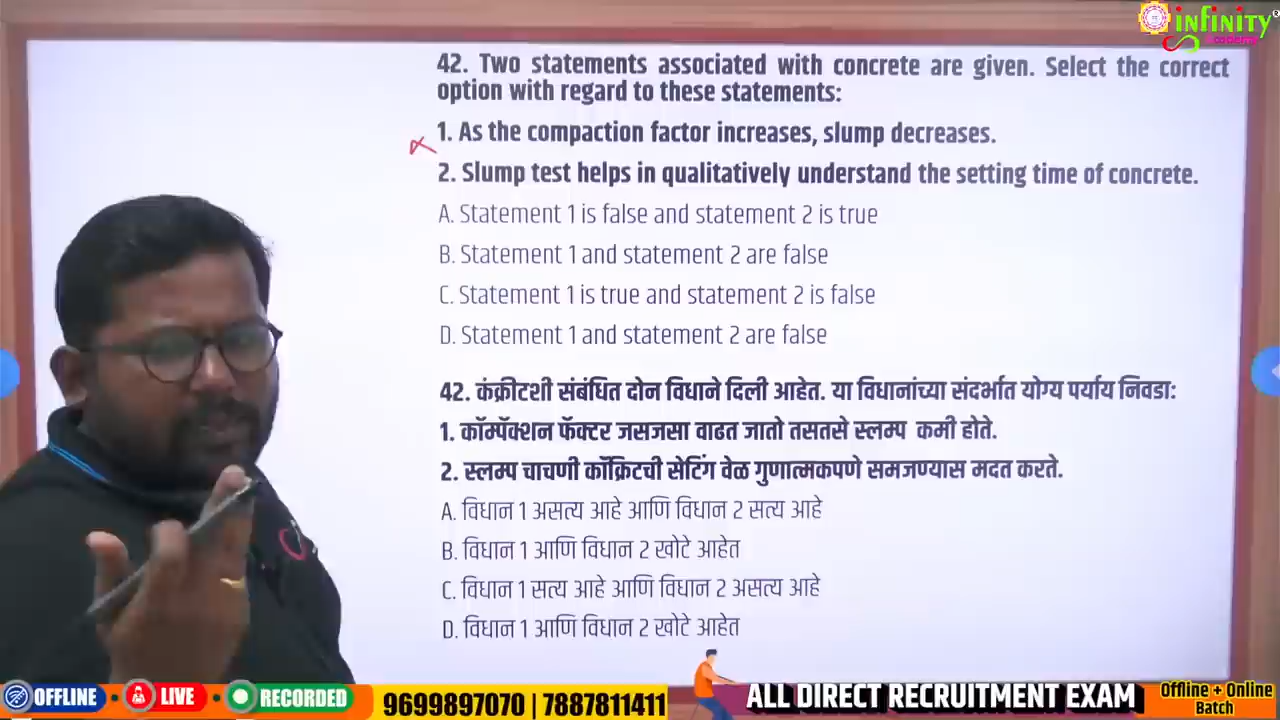 infinity
academy
42. Two statements associated with concrete are given. Select the correct
option with regard to these statements:
1. As the compaction factor increases, slump decreases.
2. Slump test helps in qualitatively understand the setting time of concrete.
A. Statement 1 is false and statement 2 is true
B. Statement 1 and statement 2 are false
C. Statement 1 is true and statement 2 is false
D. Statement 1 and statement 2 are false
42. कंक्रीटशी संबंधित दोन विधाने दिली आहेत. या विधानांच्या संदर्भात योग्य पर्याय निवडा:
1. कॉम्पॅक्शन फॅक्टर जसजसा वाढत जातो तसतसे स्लम्प कमी होते.
2. स्लम्प चाचणी काँक्रिटची सेटिंग वेळ गुणात्मकपणे समजण्यास मदत करते.
A. विधान 1 असत्य आहे आणि विधान 2 सत्य आहे
B. विधान 1 आणि विधान 2 खोटे आहेत
C. विधान 1 सत्य आहे आणि विधान 2 असत्य आहे
D. विधान 1 आणि विधान 2 खोटे आहेत
OFFLINE • LIVE • RECORDED
9699897070 | 7887811411
ALL DIRECT RECRUITMENT EXAM
Offline + Online
Batch